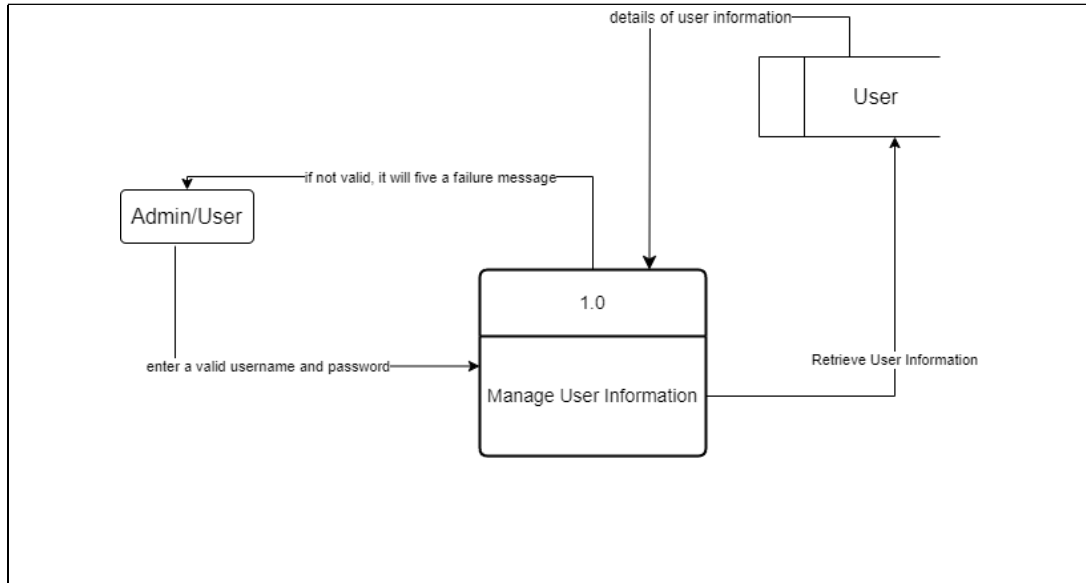 details of user information
User
if not valid, it will five a failure message
Admin/User
1.0
enter a valid username and password
Retrieve User Information
Manage User Information